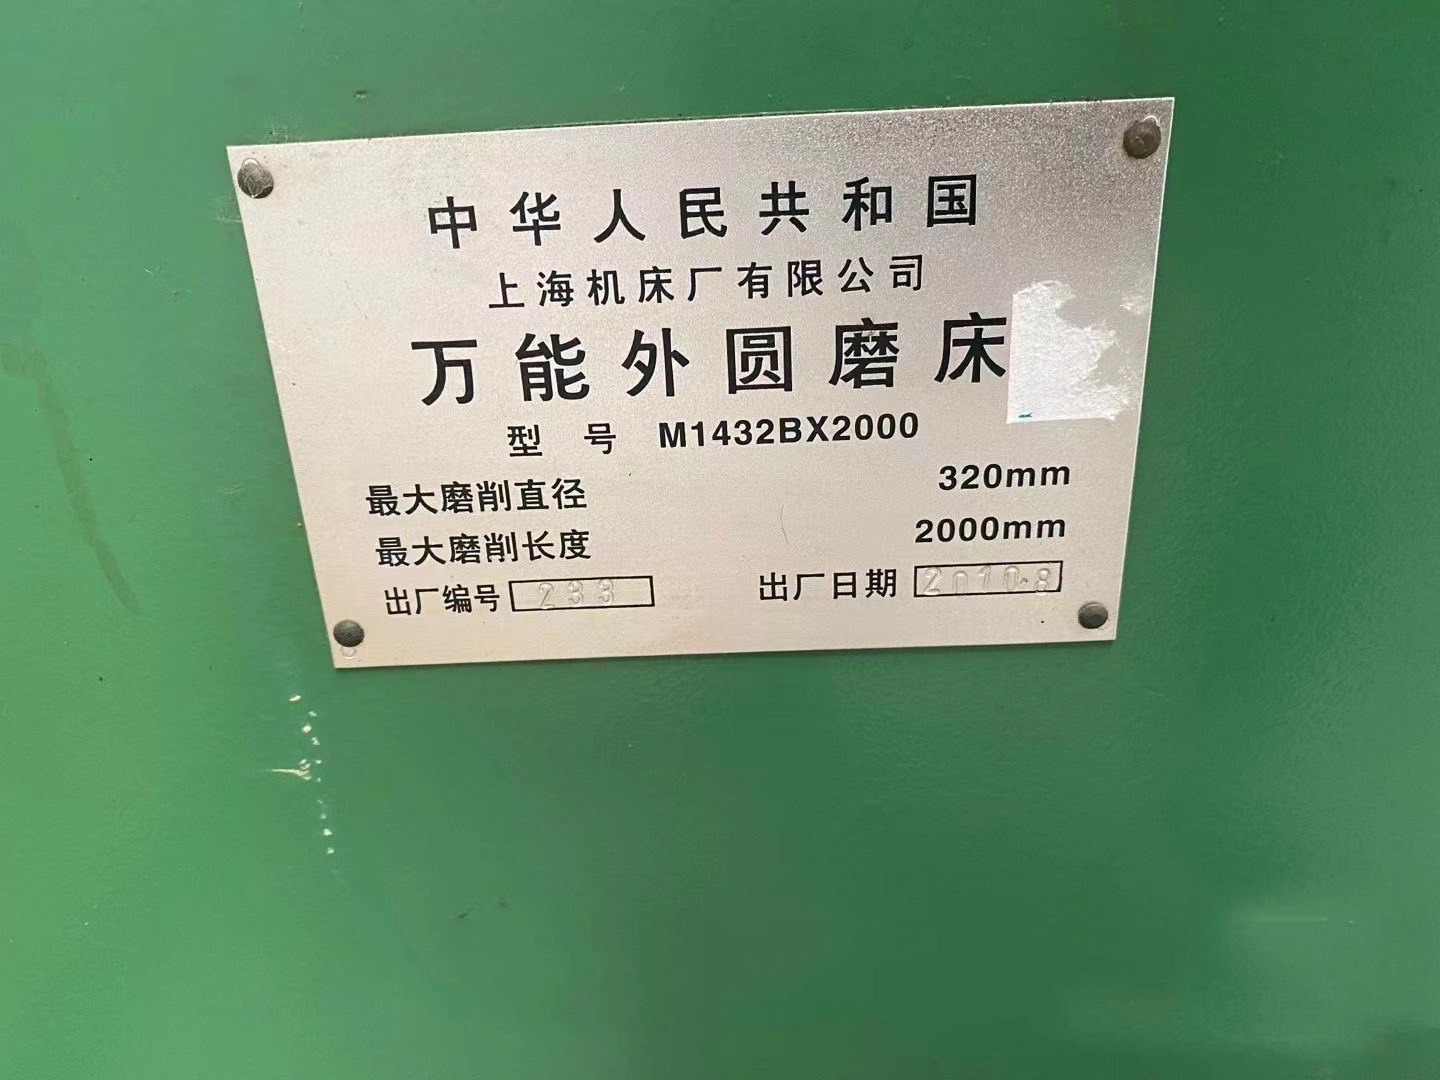 中华人民共和国
上海机床厂有限公司
万能外圆磨床
型 号 M1432BX2000
最大磨削直径 320mm
最大磨削长度 2000mm
出厂编号 233 出厂日期 2010.8